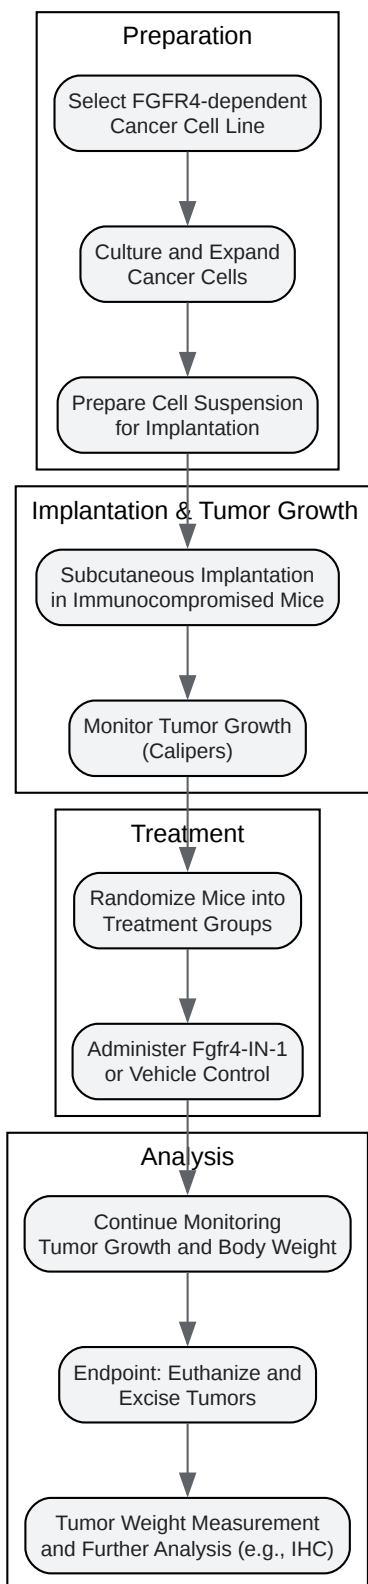 Preparation
Select FGFR4-dependent
Cancer Cell Line
Culture and Expand
Cancer Cells
Prepare Cell Suspension
for Implantation
Implantation & Tumor Growth
Subcutaneous Implantation
in Immunocompromised Mice
Monitor Tumor Growth
(Calipers)
Treatment
Randomize Mice into
Treatment Groups
Administer Fgfr4-IN-1
or Vehicle Control
Analysis
Continue Monitoring
Tumor Growth and Body Weight
Endpoint: Euthanize and
Excise Tumors
Tumor Weight Measurement
and Further Analysis (e.g., IHC)